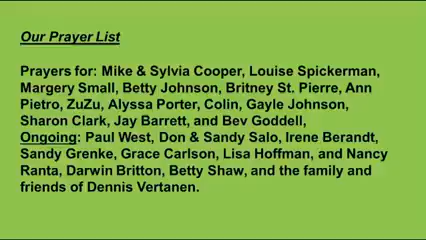 Our Prayer List
Prayers for: Mike & Sylvia Cooper, Louise Spickerman,
Margery Small, Betty Johnson, Britney St. Pierre, Ann
Pietro, ZuZu, Alyssa Porter, Colin, Gayle Johnson,
Sharon Clark, Jay Barrett, and Bev Goddell,
Ongoing: Paul West, Don & Sandy Salo, Irene Berandt,
Sandy Grenke, Grace Carlson, Lisa Hoffman, and Nancy
Ranta, Darwin Britton, Betty Shaw, and the family and
friends of Dennis Vertanen.